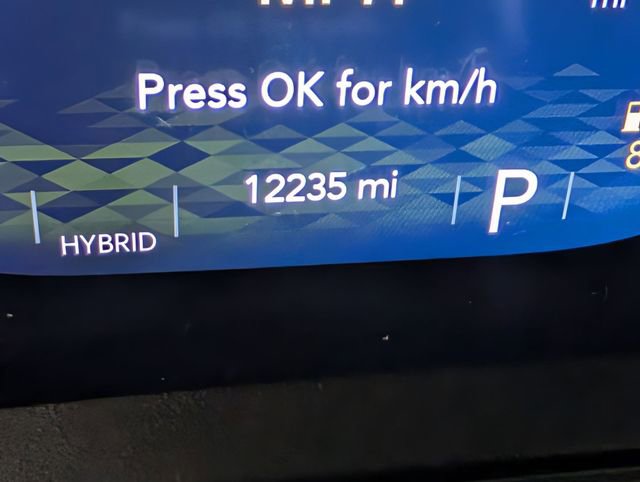 Press OK for km/h
12235 mi
P
HYBRID